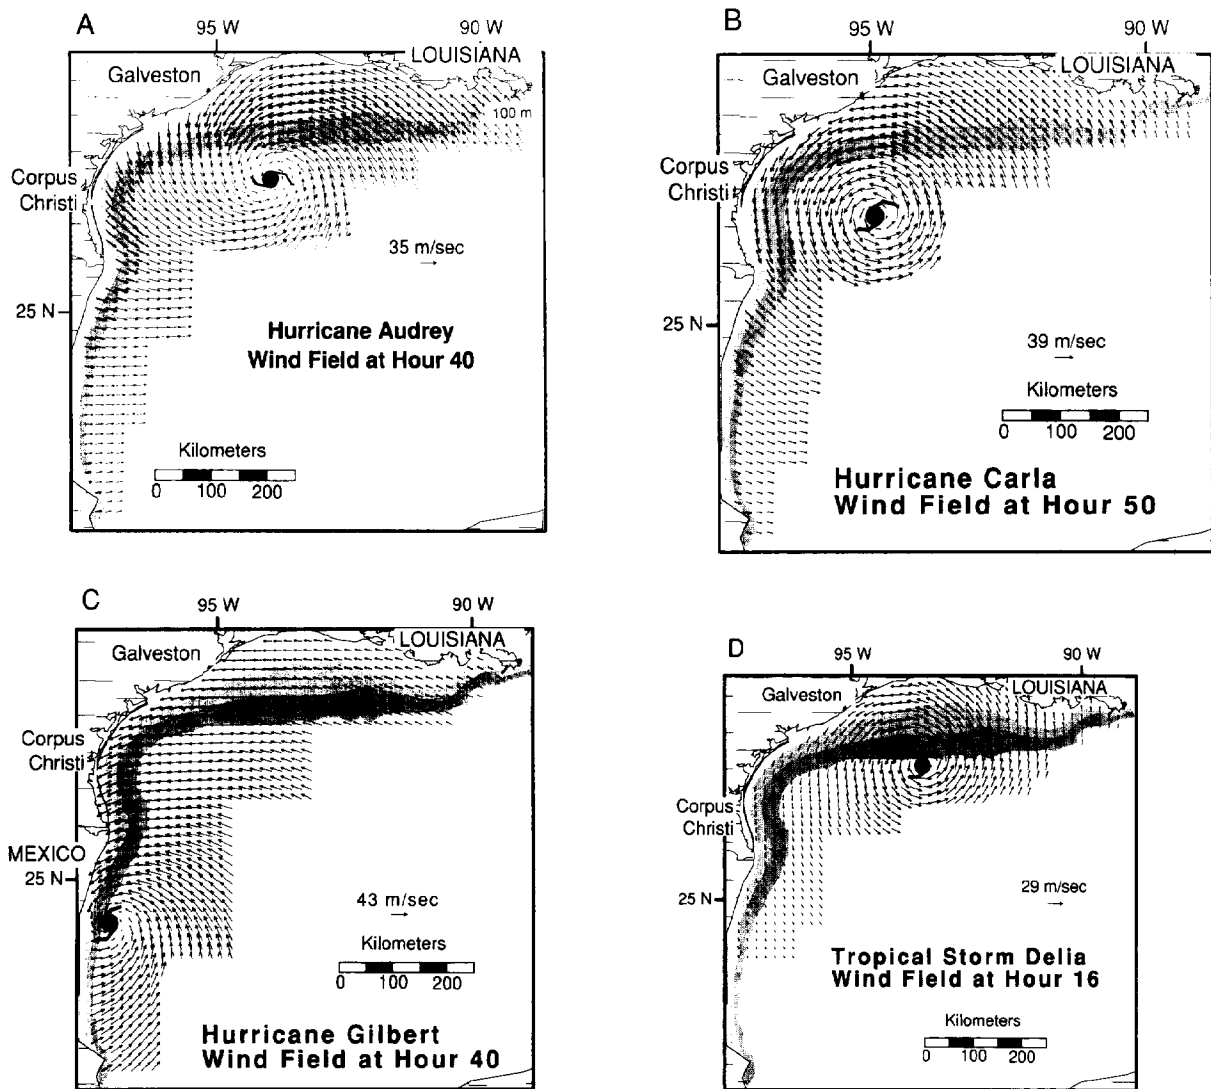 A
95 W
90 W
LOUISIANA
Galveston
100 m
Corpus
Christi
35 m/sec
25 N
Hurricane Audrey
Wind Field at Hour 40
Kilometers
0 100 200
B
95 W
90 W
LOUISIANA
Galveston
Corpus
Christi
25 N
39 m/sec
Kilometers
0 100 200
Hurricane Carla
Wind Field at Hour 50
C
95 W
90 W
LOUISIANA
Galveston
Corpus
Christi
MEXICO
25 N
43 m/sec
Kilometers
0 100 200
Hurricane Gilbert
Wind Field at Hour 40
D
95 W
90 W
LOUISIANA
Galveston
Corpus
Christi
25 N
29 m/sec
Tropical Storm Delia
Wind Field at Hour 16
Kilometers
0 100 200